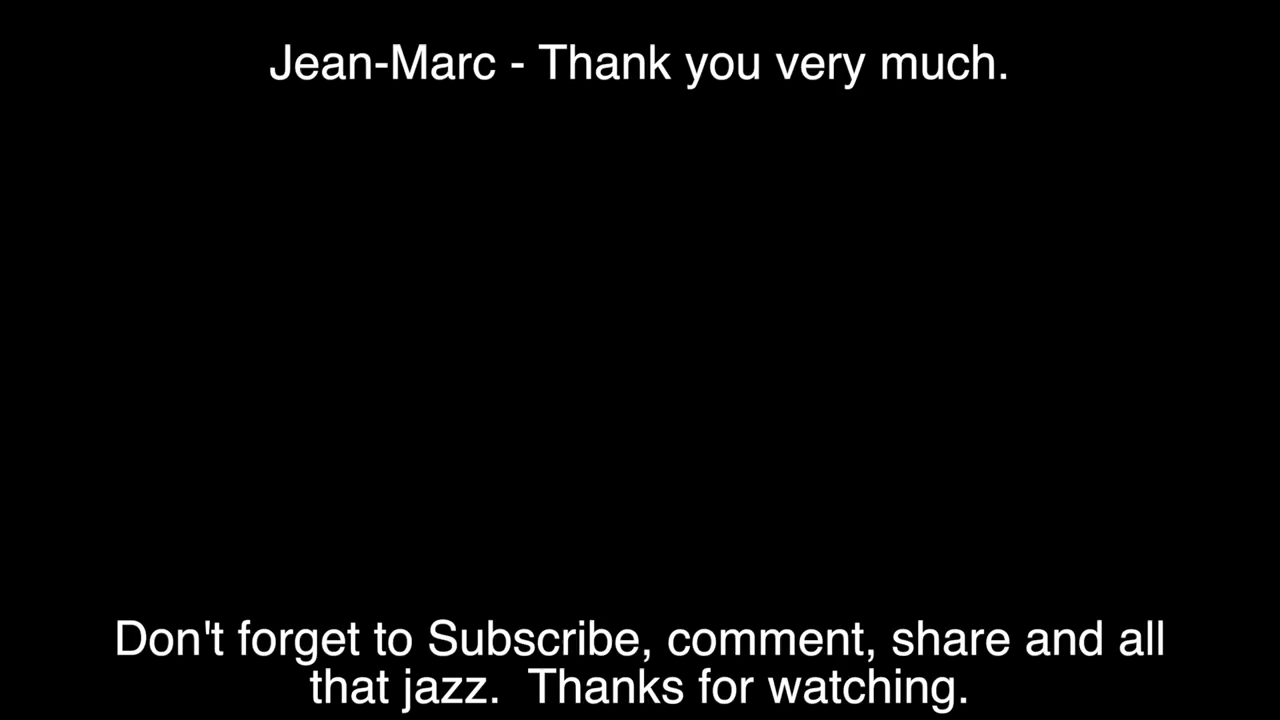 Jean-Marc - Thank you very much.
Don't forget to Subscribe, comment, share and all
that jazz.  Thanks for watching.